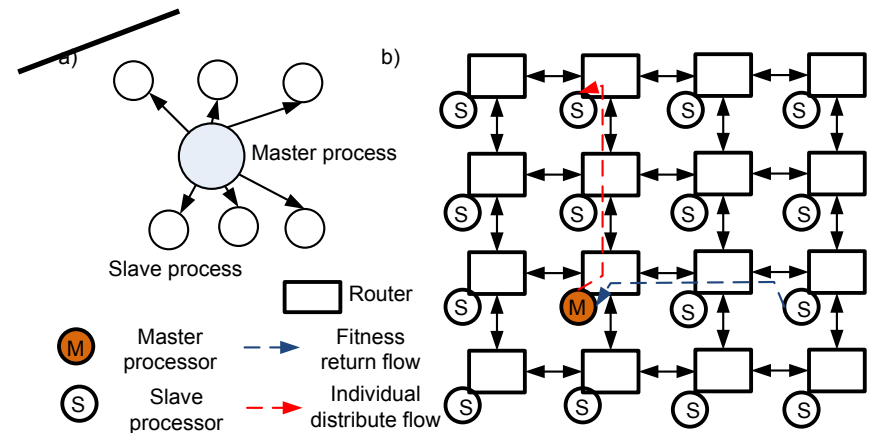 a)
b)
Master process
Slave process
Router
M
Master
processor
Fitness
return flow
S
Slave
processor
Individual
distribute flow
S
S
S
S
S
S
S
S
S
M
S
S
S
S
S
S